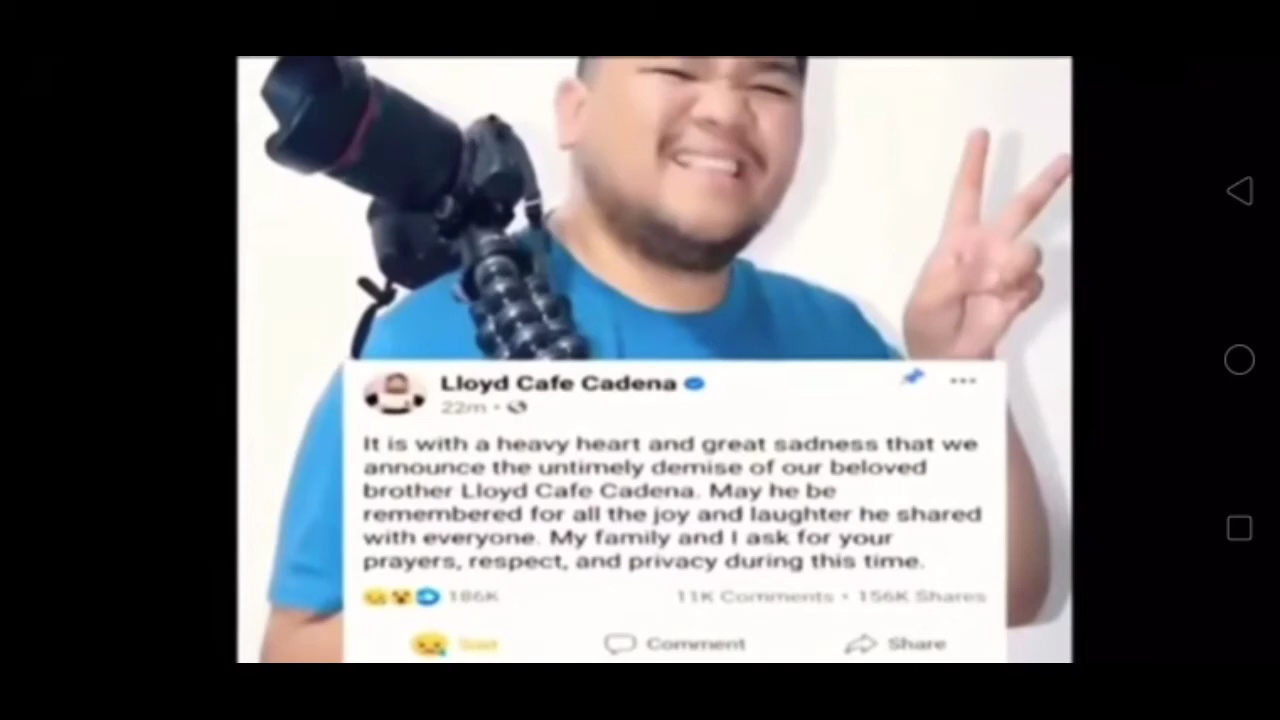 Lloyd Cafe Cadena
22m
It is with a heavy heart and great sadness that we
announce the untimely demise of our beloved
brother Lloyd Cafe Cadena. May he be
remembered for all the joy and laughter he shared
with everyone. My family and I ask for your
prayers, respect, and privacy during this time.
186K 11K Comments • 156K Shares
Sad Comment Share